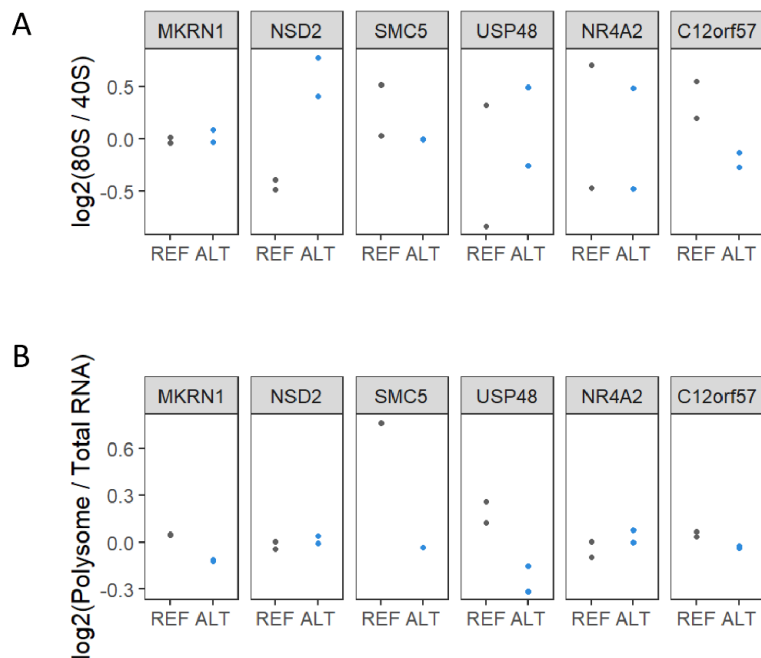 A
MKRN1 NSD2 SMC5 USP48 NR4A2 C12orf57
log2(80S / 40S)
0.5
0.0
-0.5
REF ALT REF ALT REF ALT REF ALT REF ALT REF ALT
B
MKRN1 NSD2 SMC5 USP48 NR4A2 C12orf57
log2(Polysome / Total RNA)
0.6
0.3
0.0
-0.3
REF ALT REF ALT REF ALT REF ALT REF ALT REF ALT